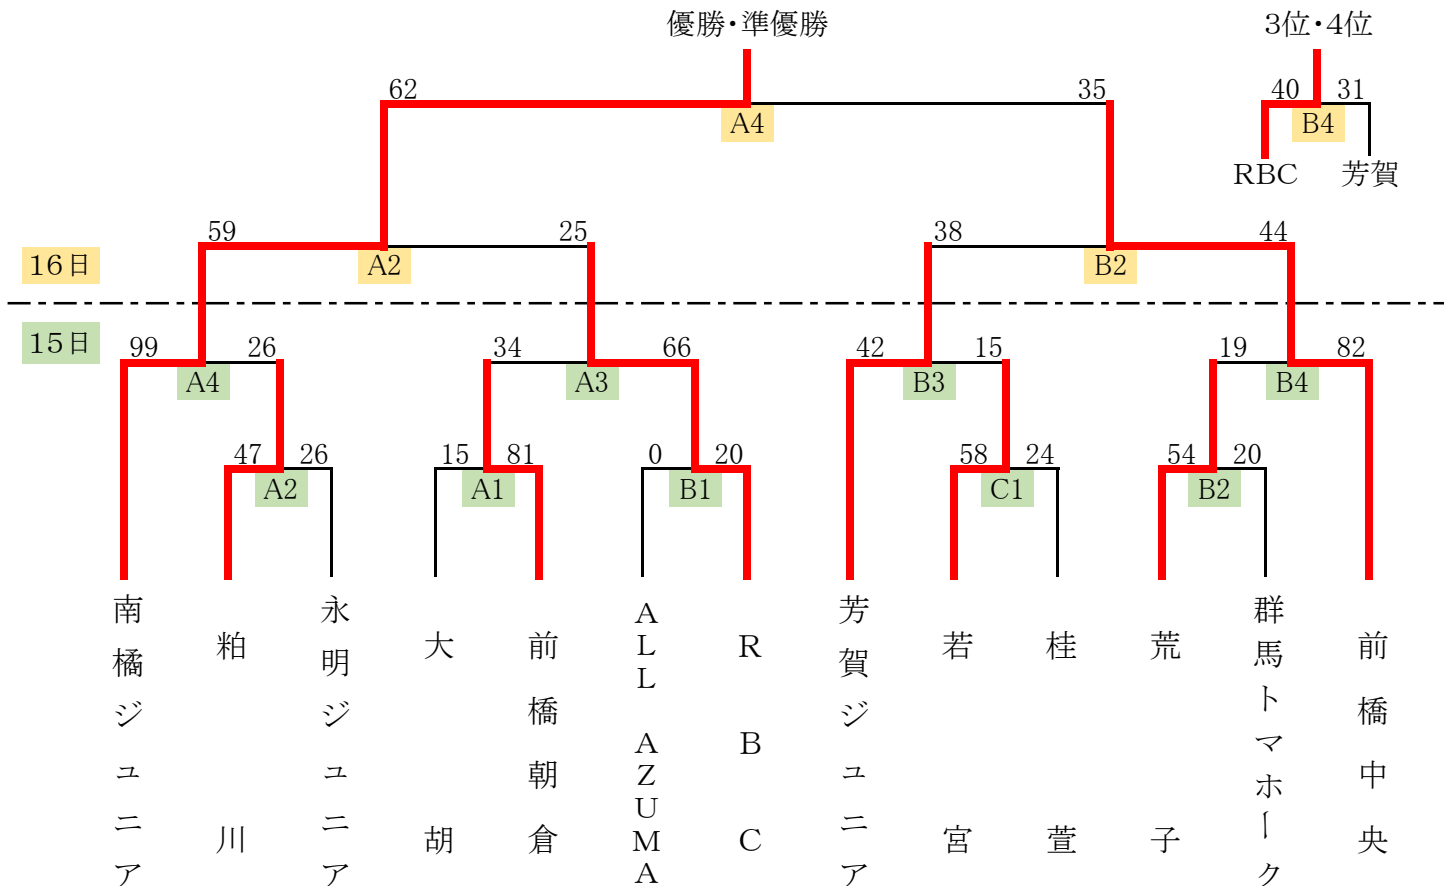 優勝・準優勝
3位・4位
62
35
40
31
A4
B4
RBC
芳賀
59
25
38
44
16日
A2
B2
15日
99
26
34
66
42
15
19
82
A4
A3
B3
B4
47
26
15
81
0
20
58
24
54
20
A2
A1
B1
C1
B2
南橘ジュニア
粕川
永明ジュニア
大胡
前橋朝倉
ALL AZUMA
RBC
芳賀ジュニア
若宮
桂萱
荒子
群馬トマホーク
前橋中央